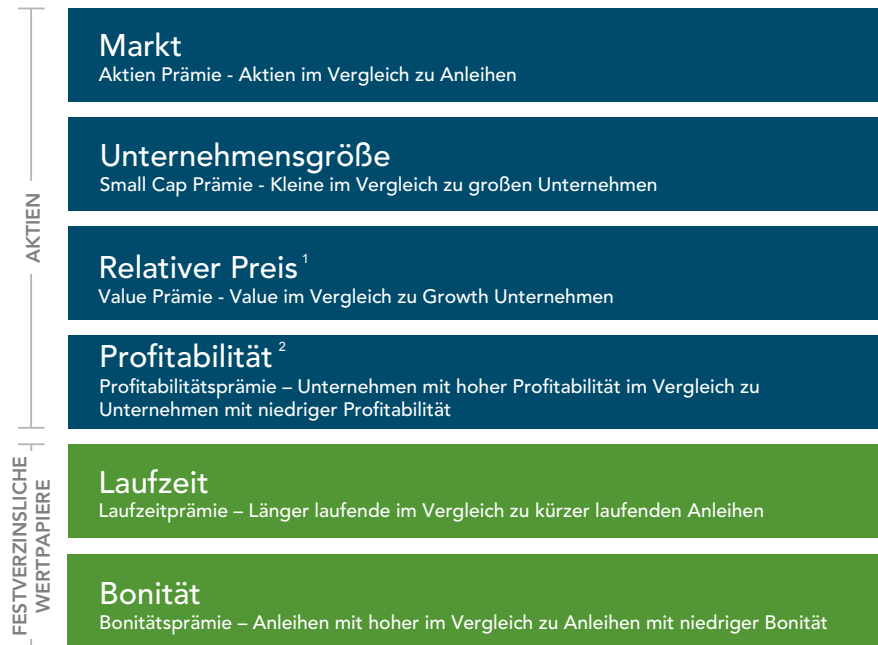 AKTIEN
Markt
Aktien Prämie - Aktien im Vergleich zu Anleihen
Unternehmensgröße
Small Cap Prämie - Kleine im Vergleich zu großen Unternehmen
Relativer Preis ¹
Value Prämie - Value im Vergleich zu Growth Unternehmen
Profitabilität ²
Profitabilitätsprämie – Unternehmen mit hoher Profitabilität im Vergleich zu
Unternehmen mit niedriger Profitabilität
FESTVERZINSLICHE
WERTPAPIERE
Laufzeit
Laufzeitprämie – Länger laufende im Vergleich zu kürzer laufenden Anleihen
Bonität
Bonitätsprämie – Anleihen mit hoher im Vergleich zu Anleihen mit niedriger Bonität